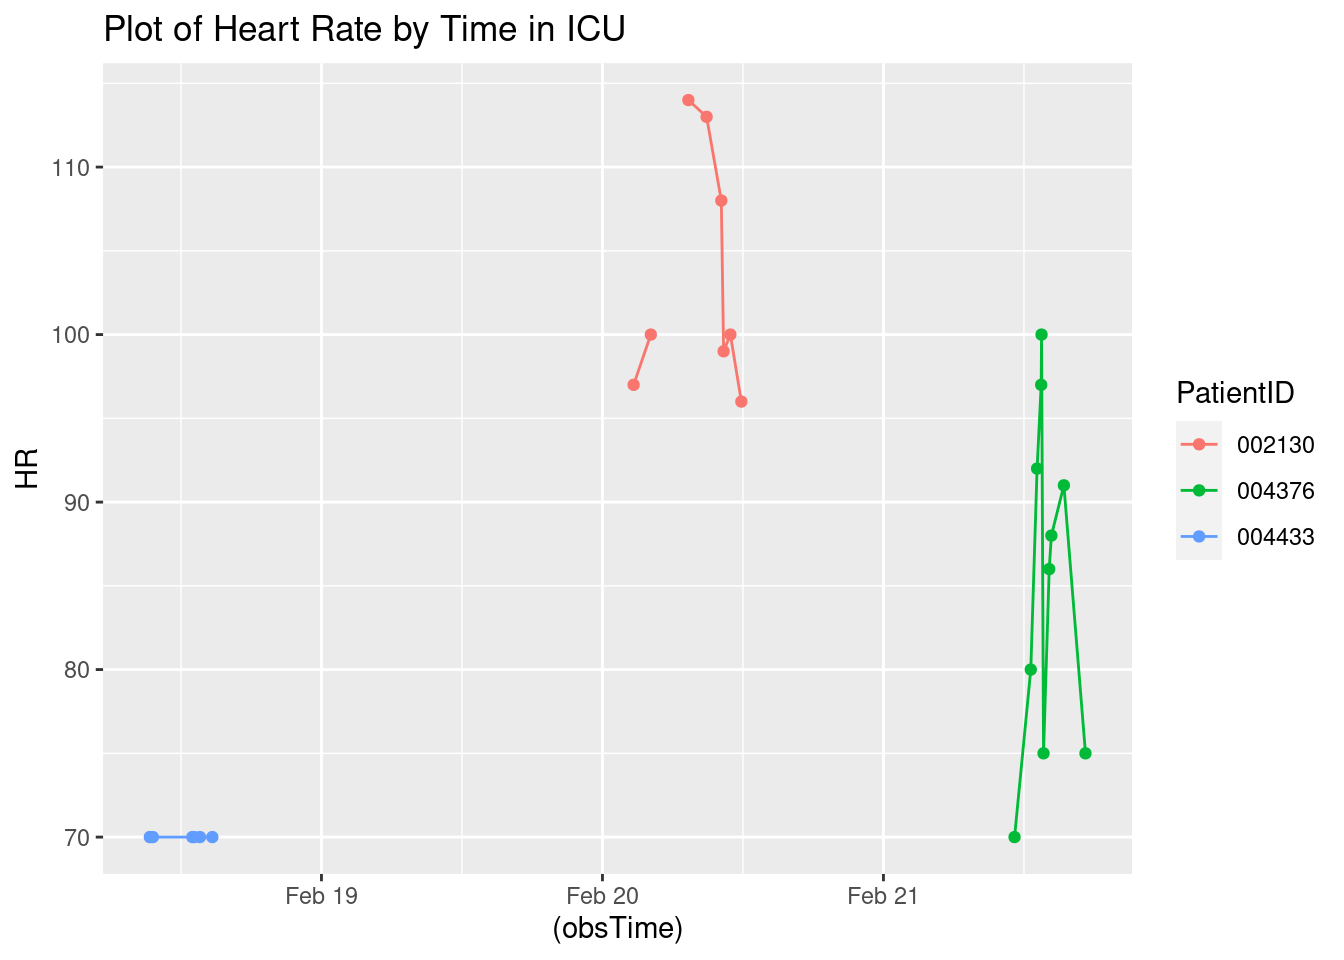 Plot of Heart Rate by Time in ICU
110
100
90
80
70
HR
Feb 19
Feb 20
Feb 21
(obsTime)
PatientID
002130
004376
004433